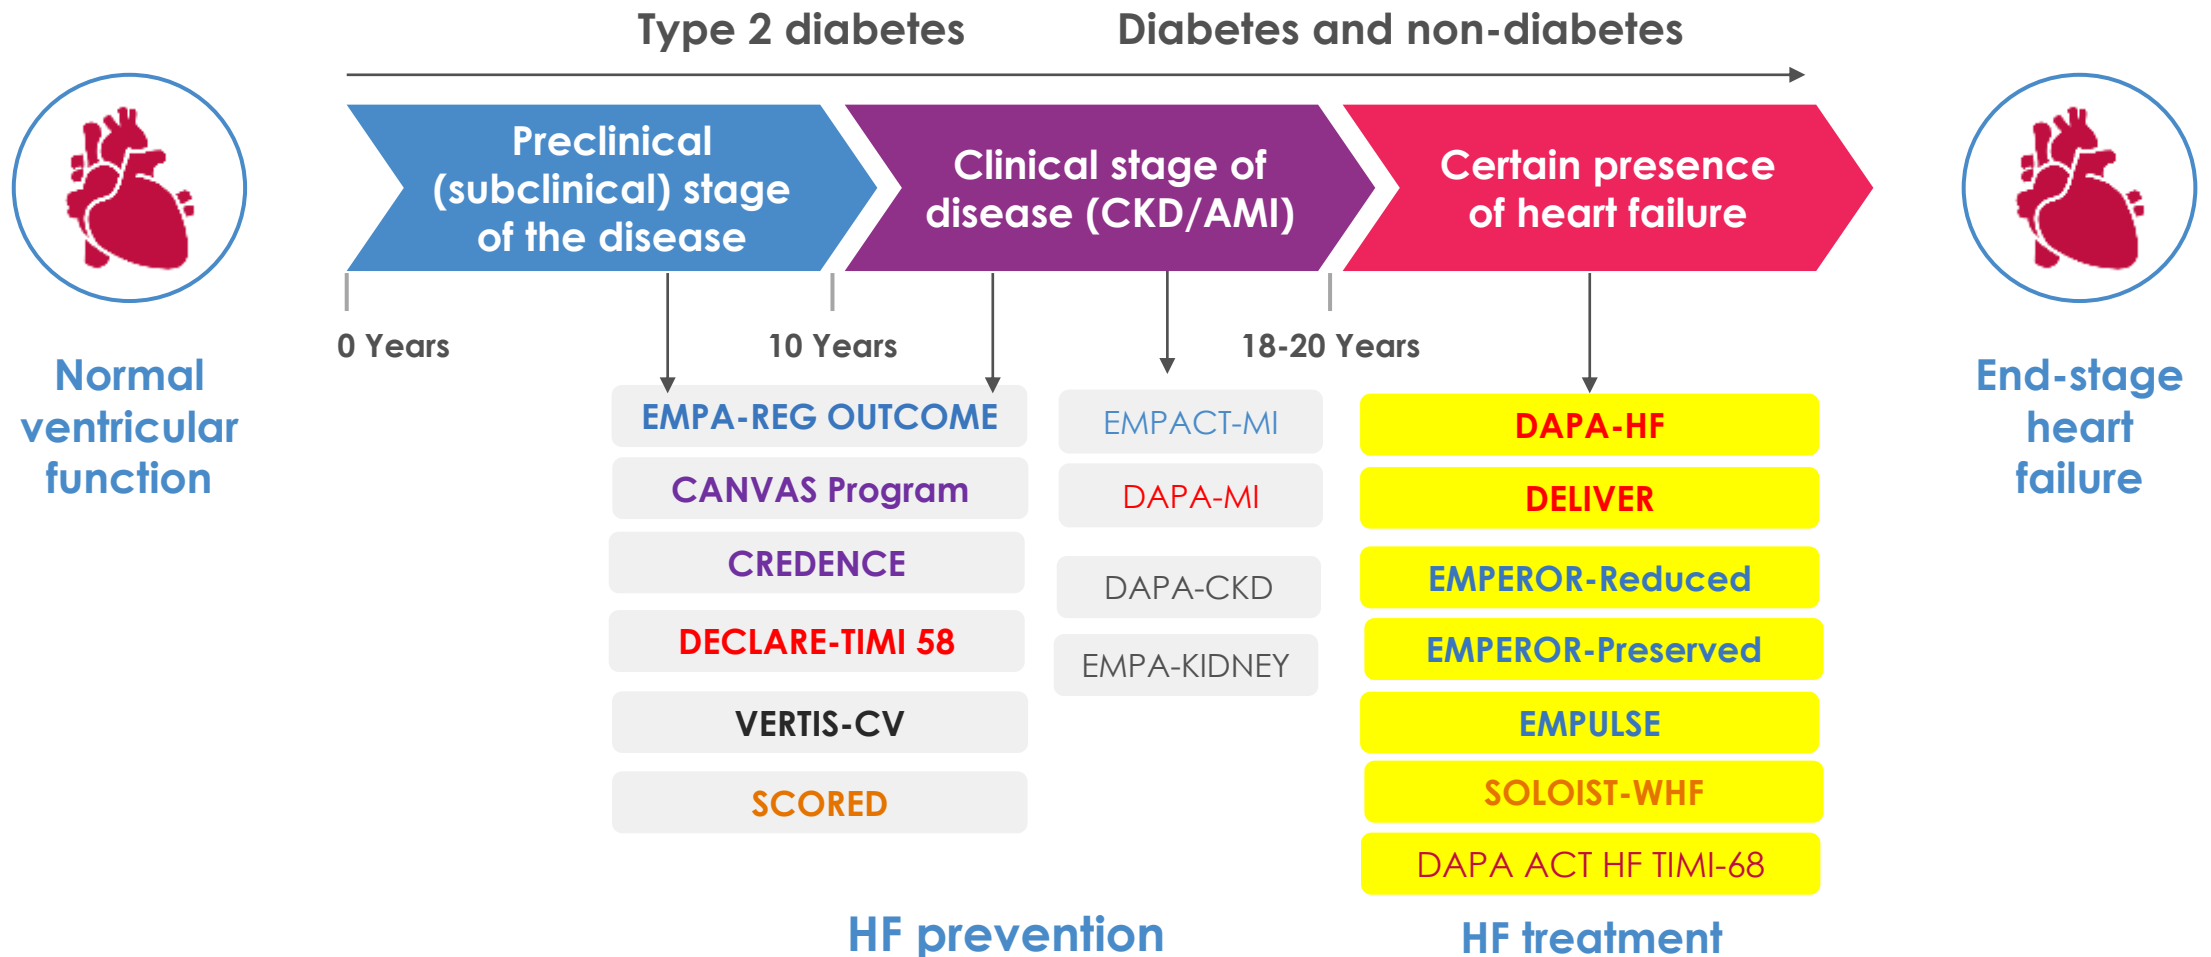 Type 2 diabetes
Diabetes and non-diabetes
Preclinical
(subclinical) stage
of the disease
Clinical stage of
disease (CKD/AMI)
Certain presence
of heart failure
0 Years
10 Years
18-20 Years
Normal
ventricular
function
End-stage
heart
failure
EMPA-REG OUTCOME
CANVAS Program
CREDENCE
DECLARE-TIMI 58
VERTIS-CV
SCORED
EMPACT-MI
DAPA-MI
DAPA-CKD
EMPA-KIDNEY
DAPA-HF
DELIVER
EMPEROR-Reduced
EMPEROR-Preserved
EMPULSE
SOLOIST-WHF
DAPA ACT HF TIMI-68
HF prevention
HF treatment